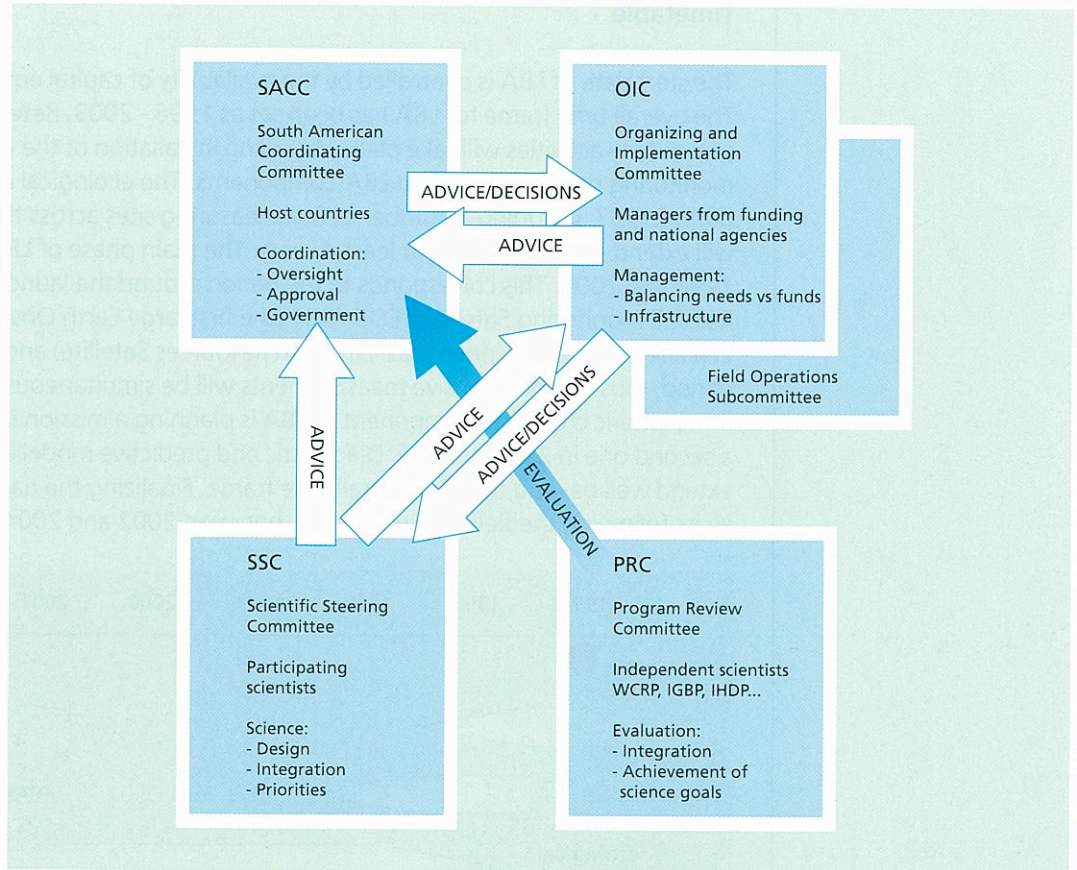 SACC
South American
Coordinating
Committee
Host countries
Coordination:
- Oversight
- Approval
- Government
ADVICE/DECISIONS
ADVICE
OIC
Organizing and
Implementation
Committee
Managers from funding
and national agencies
Management:
- Balancing needs vs funds
- Infrastructure
Field Operations
Subcommittee
ADVICE
ADVICE
ADVICE/DECISIONS
EVALUATION
SSC
Scientific Steering
Committee
Participating
scientists
Science:
- Design
- Integration
- Priorities
PRC
Program Review
Committee
Independent scientists
WCRP, IGBP, IHDP...
Evaluation:
- Integration
- Achievement of
science goals